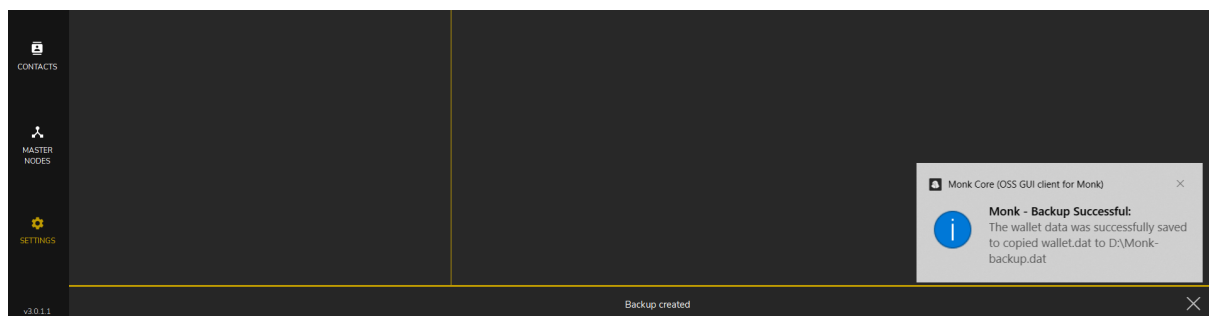 CONTACTS
MASTER
NODES
SETTINGS
v3.0.1.1
Monk Core (OSS GUI client for Monk)
Monk - Backup Successful:
The wallet data was successfully saved
to copied wallet.dat to D:\Monk-
backup.dat
Backup created